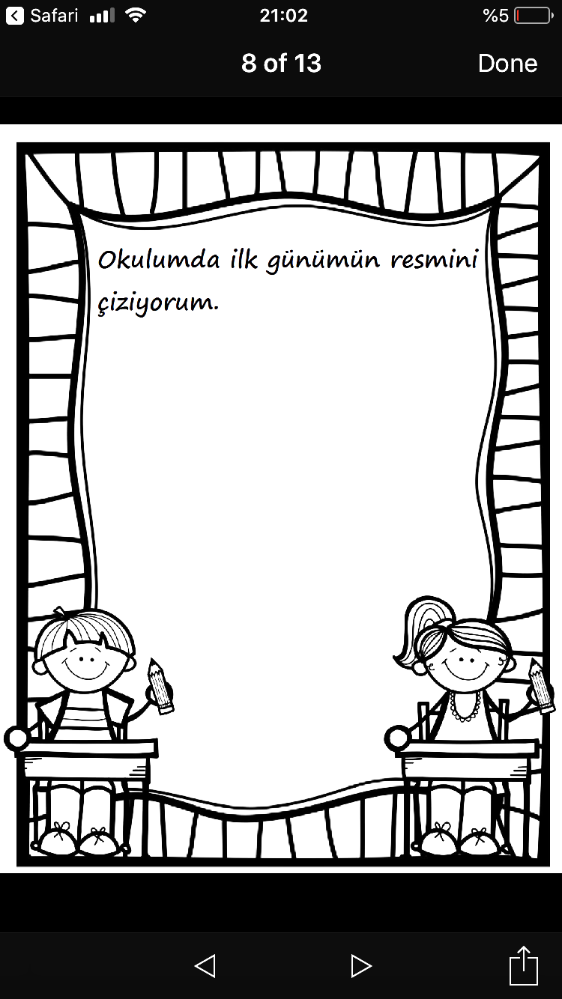 Safari 21:02 %5
8 of 13 Done
Okulumda ilk günümün resmini
çiziyorum.